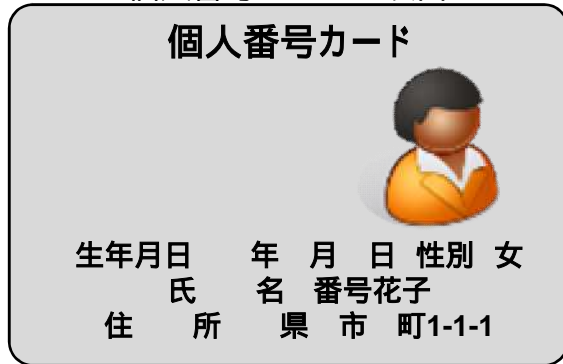 個人番号カード
生年月日　　年　月　日 性別 女
氏　　名　番号花子
住　　所　　県　市　町1-1-1